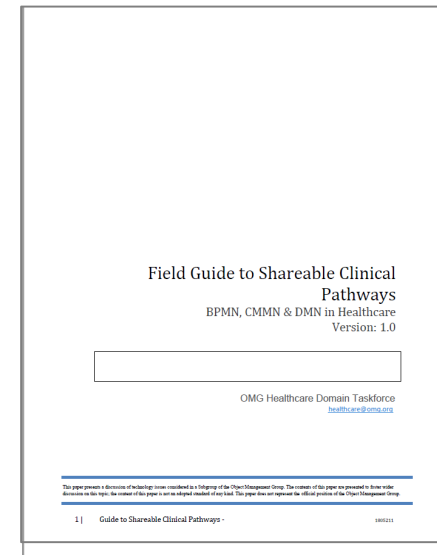 Field Guide to Shareable Clinical
Pathways
BPMN, CMMN & DMN in Healthcare
Version: 1.0
OMG Healthcare Domain Taskforce
healthcare@omg.org
This paper presents a discussion of technology issues considered in a Subgroup of the Object Management Group. The contents of this paper are presented to foster wider
discussion on this topic; the content of this paper is not an adopted standard of any kind. This paper does not represent the official position of the Object Management Group.
1 | Guide to Shareable Clinical Pathways -